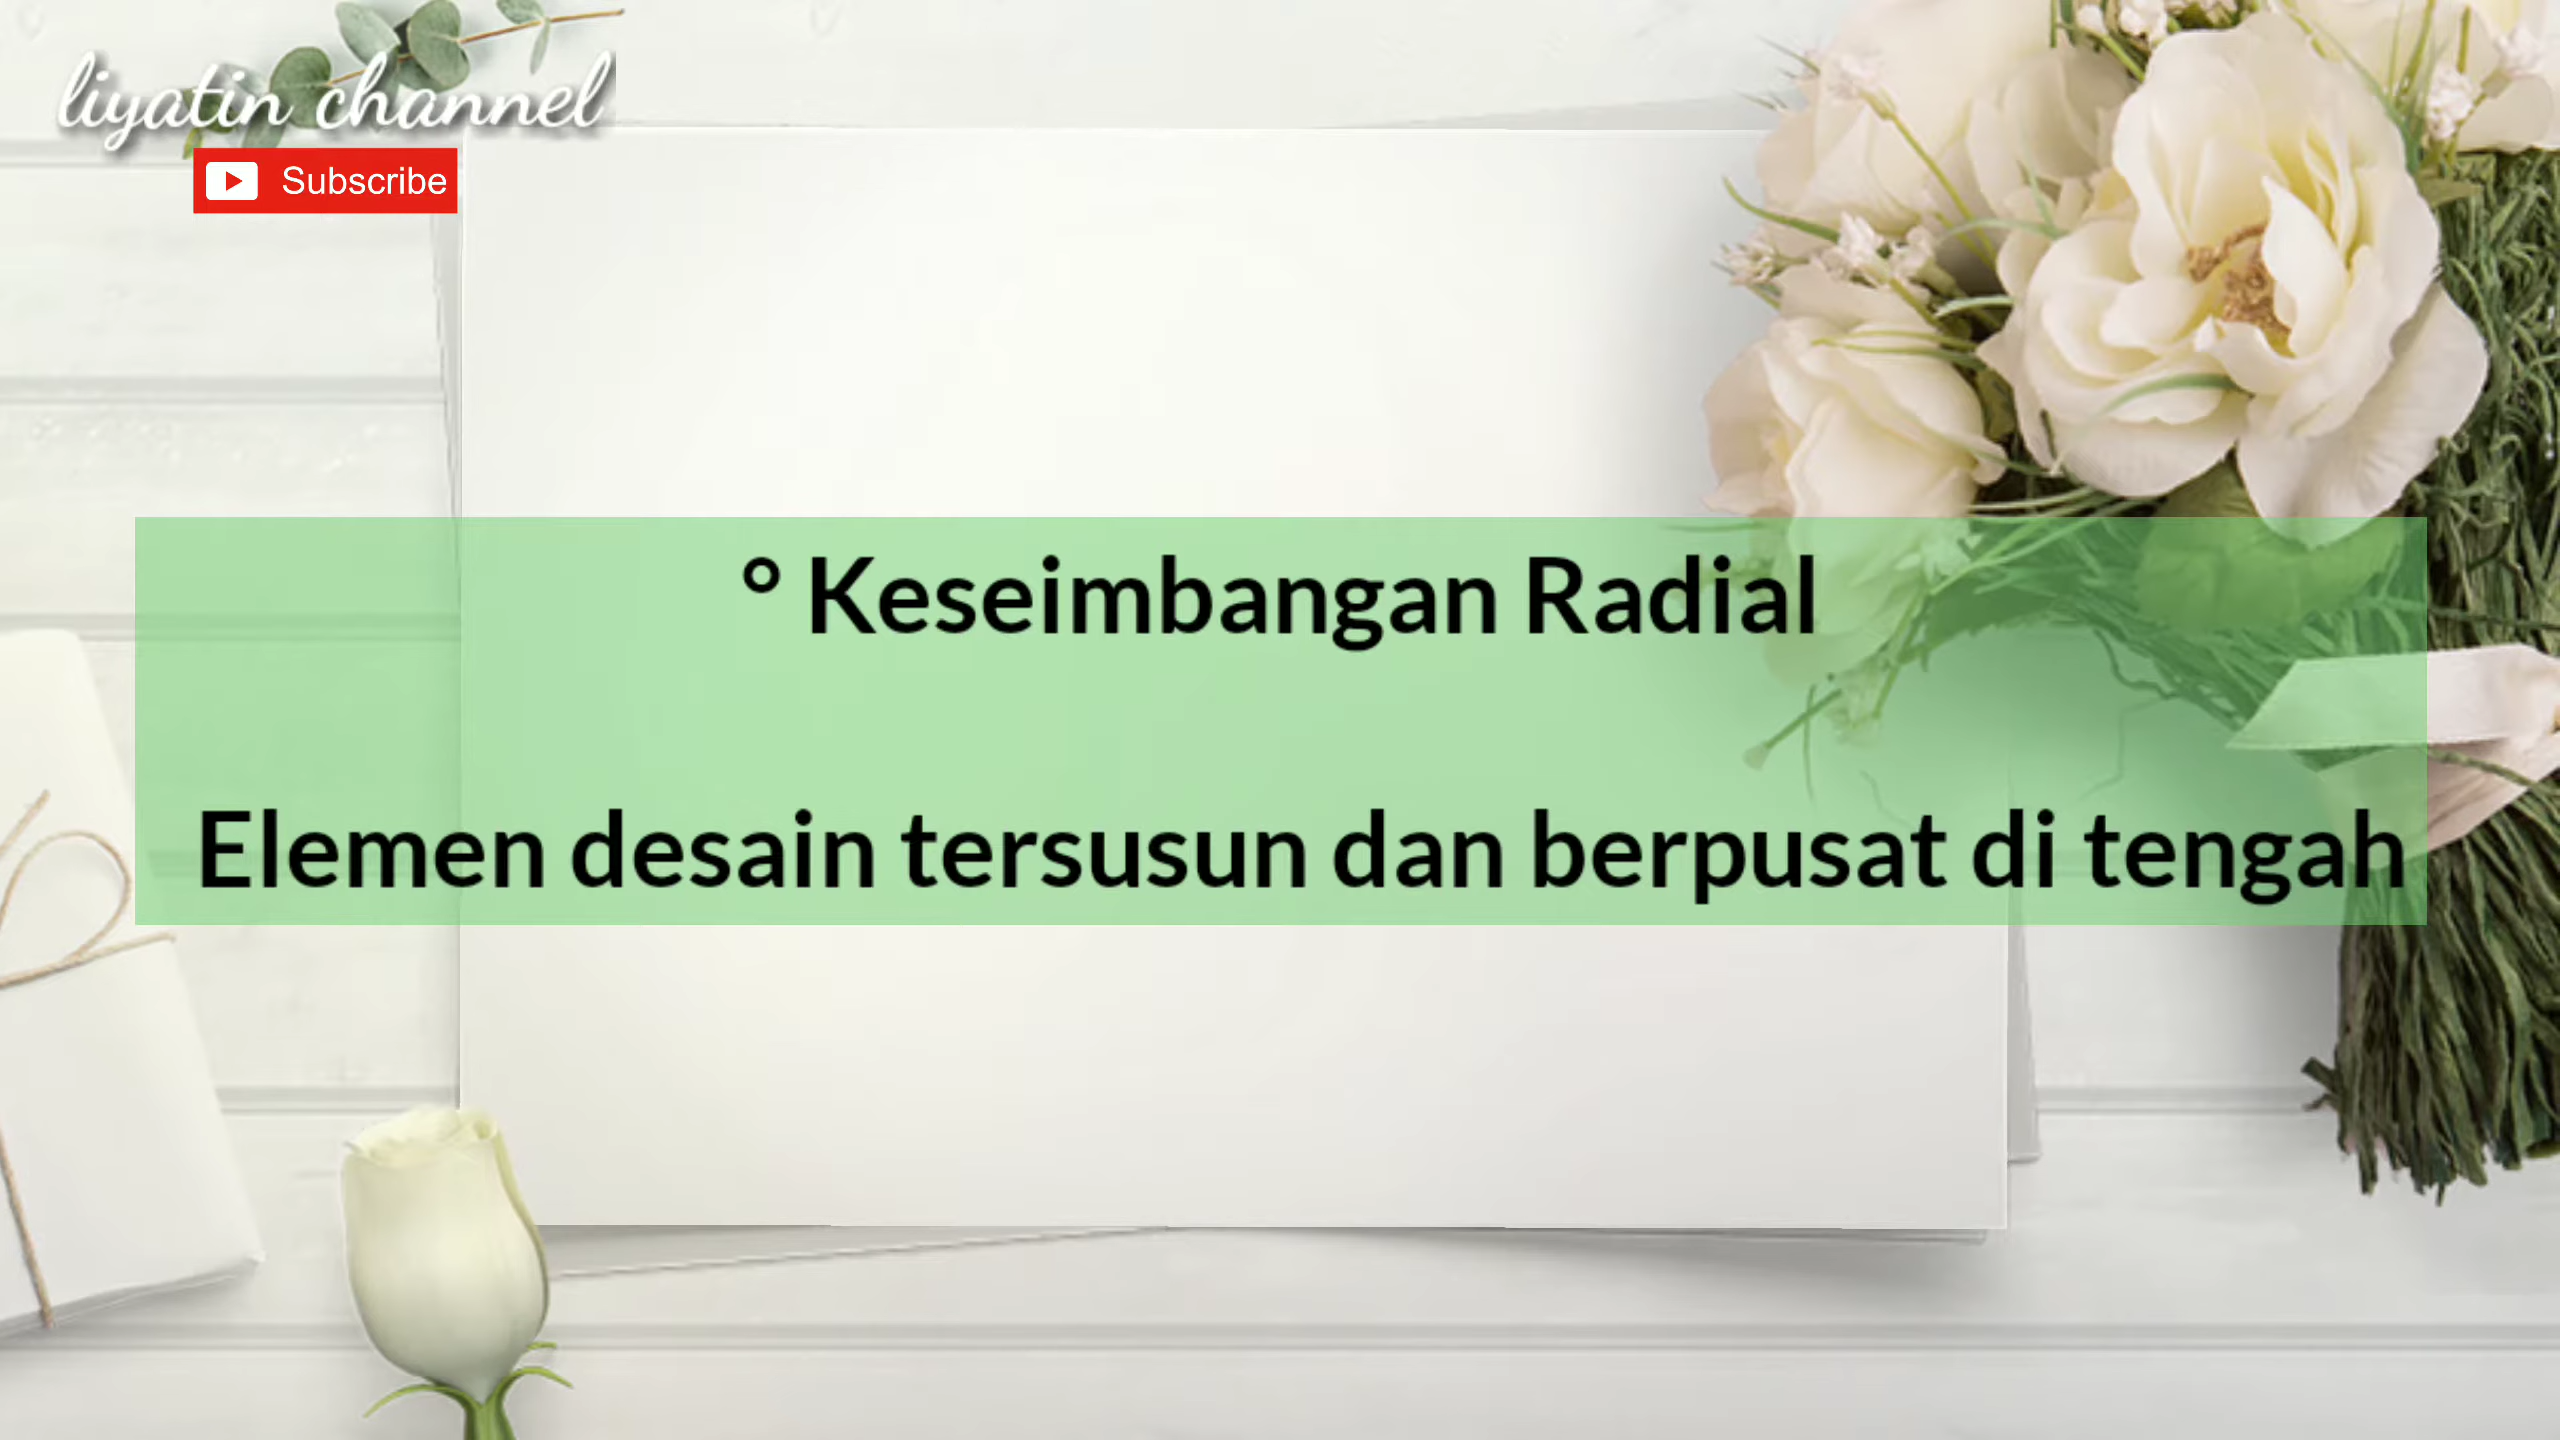 liyatin channel
Subscribe
° Keseimbangan Radial
Elemen desain tersusun dan berpusat di tengah